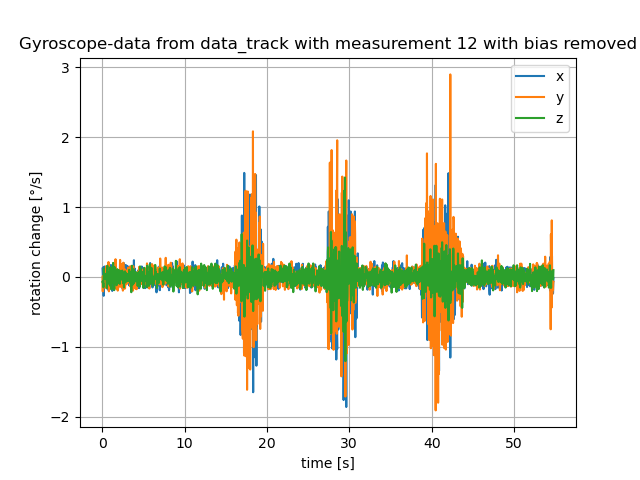 Gyroscope-data from data_track with measurement 12 with bias removed
x
y
z
rotation change [°/s]
3
2
1
0
−1
−2
0
10
20
30
40
50
time [s]